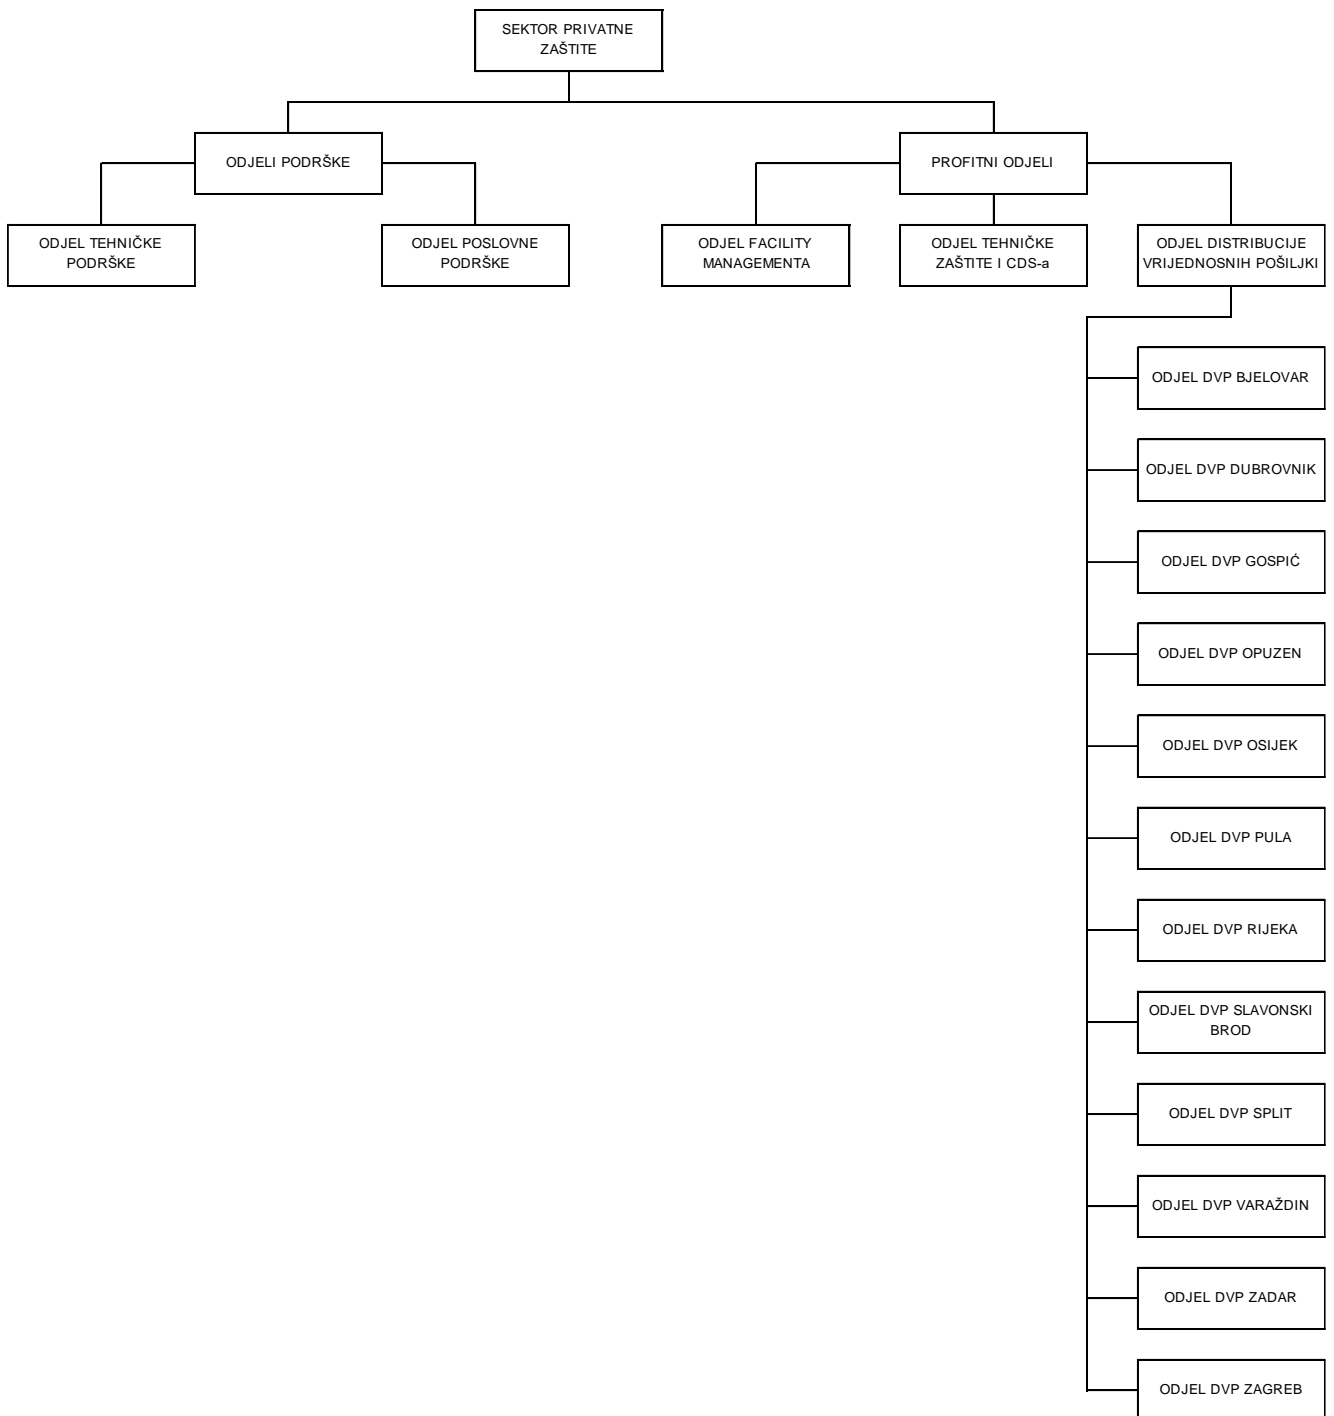 SEKTOR PRIVATNE
ZAŠTITE
ODJELI PODRŠKE
PROFITNI ODJELI
ODJEL TEHNIČKE
PODRŠKE
ODJEL POSLOVNE
PODRŠKE
ODJEL FACILITY
MANAGEMENTA
ODJEL TEHNIČKE
ZAŠTITE I CDS-a
ODJEL DISTRIBUCIJE
VRIJEDNOSNIH POŠILJKI
ODJEL DVP BJELOVAR
ODJEL DVP DUBROVNIK
ODJEL DVP GOSPIĆ
ODJEL DVP OPUZEN
ODJEL DVP OSIJEK
ODJEL DVP PULA
ODJEL DVP RIJEKA
ODJEL DVP SLAVONSKI
BROD
ODJEL DVP SPLIT
ODJEL DVP VARAŽDIN
ODJEL DVP ZADAR
ODJEL DVP ZAGREB